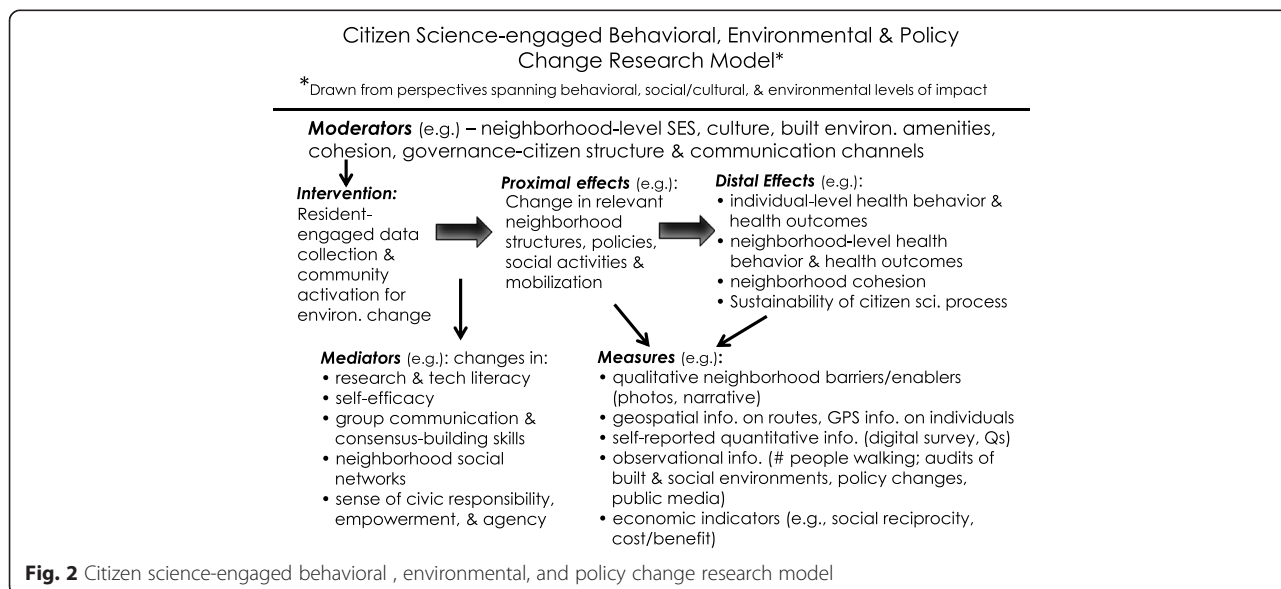 Citizen Science-engaged Behavioral, Environmental & Policy
Change Research Model*
*Drawn from perspectives spanning behavioral, social/cultural, & environmental levels of impact
Moderators (e.g.) – neighborhood-level SES, culture, built environ. amenities,
cohesion, governance-citizen structure & communication channels
Intervention:
Resident-
engaged data
collection &
community
activation for
environ. change
Proximal effects (e.g.):
Change in relevant
neighborhood
structures, policies,
social activities &
mobilization
Distal Effects (e.g.):
• individual-level health behavior &
health outcomes
• neighborhood-level health
behavior & health outcomes
• neighborhood cohesion
• Sustainability of citizen sci. process
Mediators (e.g.): changes in:
• research & tech literacy
• self-efficacy
• group communication &
consensus-building skills
• neighborhood social
networks
• sense of civic responsibility,
empowerment, & agency
Measures (e.g.):
• qualitative neighborhood barriers/enablers
(photos, narrative)
• geospatial info. on routes, GPS info. on individuals
• self-reported quantitative info. (digital survey, Qs)
• observational info. (# people walking; audits of
built & social environments, policy changes,
public media)
• economic indicators (e.g., social reciprocity,
cost/benefit)
Fig. 2 Citizen science-engaged behavioral , environmental, and policy change research model